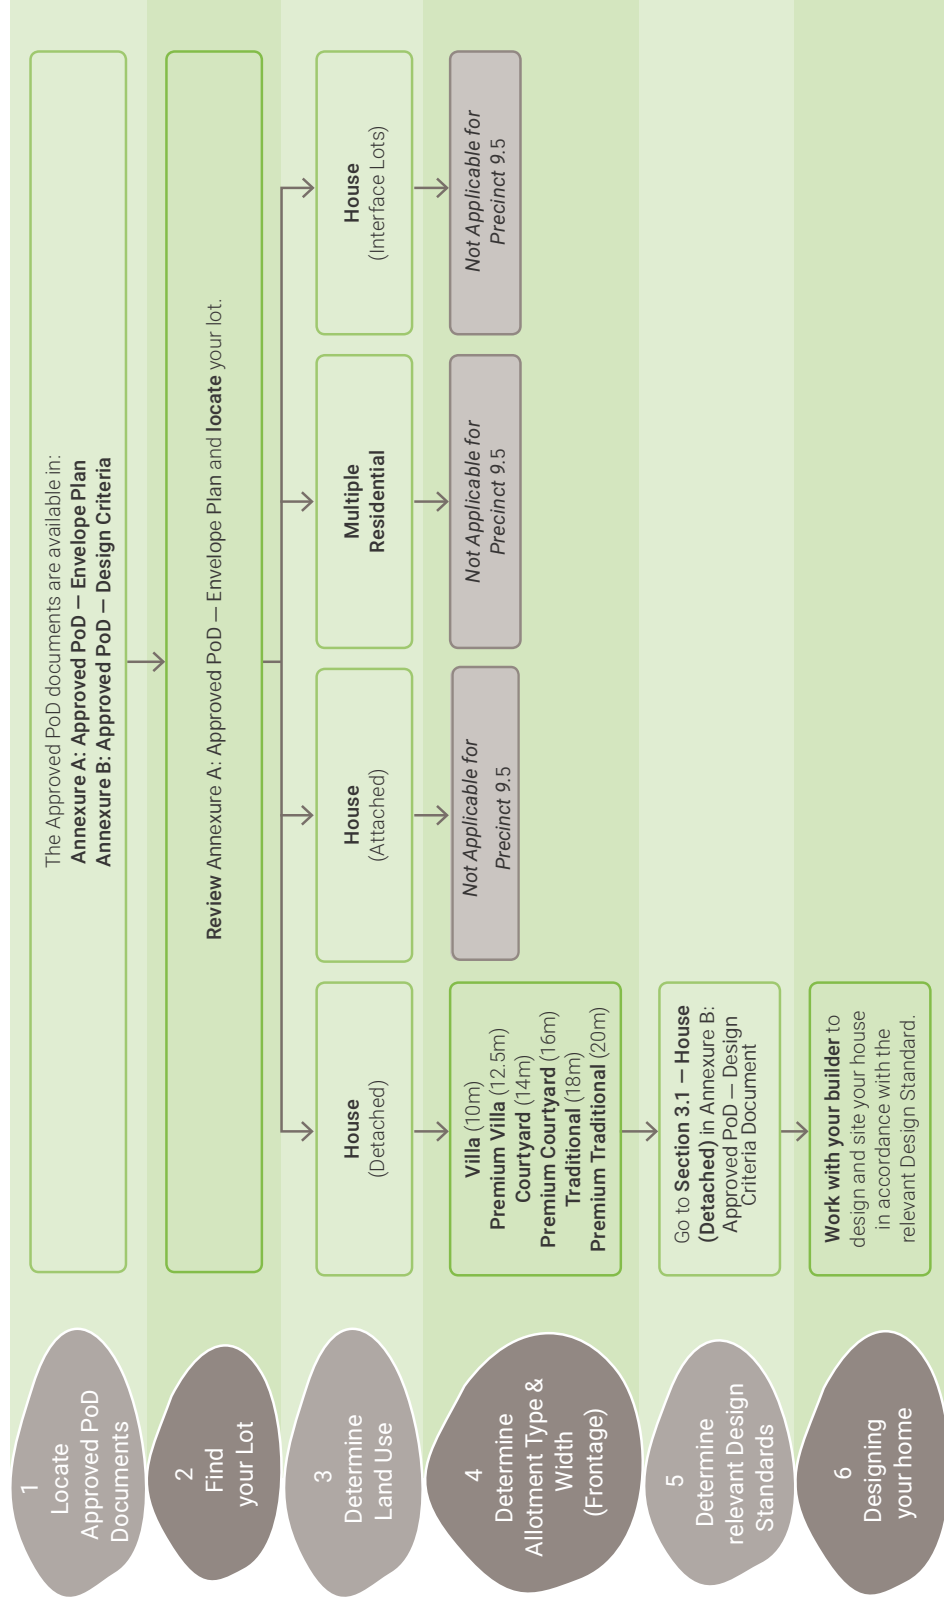 1
Locate
Approved PoD
Documents
The Approved PoD documents are available in:
Annexure A: Approved PoD — Envelope Plan
Annexure B: Approved PoD — Design Criteria
2
Find
your Lot
Review Annexure A: Approved PoD — Envelope Plan and locate your lot.
3
Determine
Land Use
House
(Detached)
House
(Attached)
Multiple
Residential
House
(Interface Lots)
4
Determine
Allotment Type &
Width
(Frontage)
Villa (10m)
Premium Villa (12.5m)
Courtyard (14m)
Premium Courtyard (16m)
Traditional (18m)
Premium Traditional (20m)
Not Applicable for
Precinct 9.5
Not Applicable for
Precinct 9.5
Not Applicable for
Precinct 9.5
5
Determine
relevant Design
Standards
Go to Section 3.1 — House
(Detached) in Annexure B:
Approved PoD — Design
Criteria Document
6
Designing
your home
Work with your builder to
design and site your house
in accordance with the
relevant Design Standard.